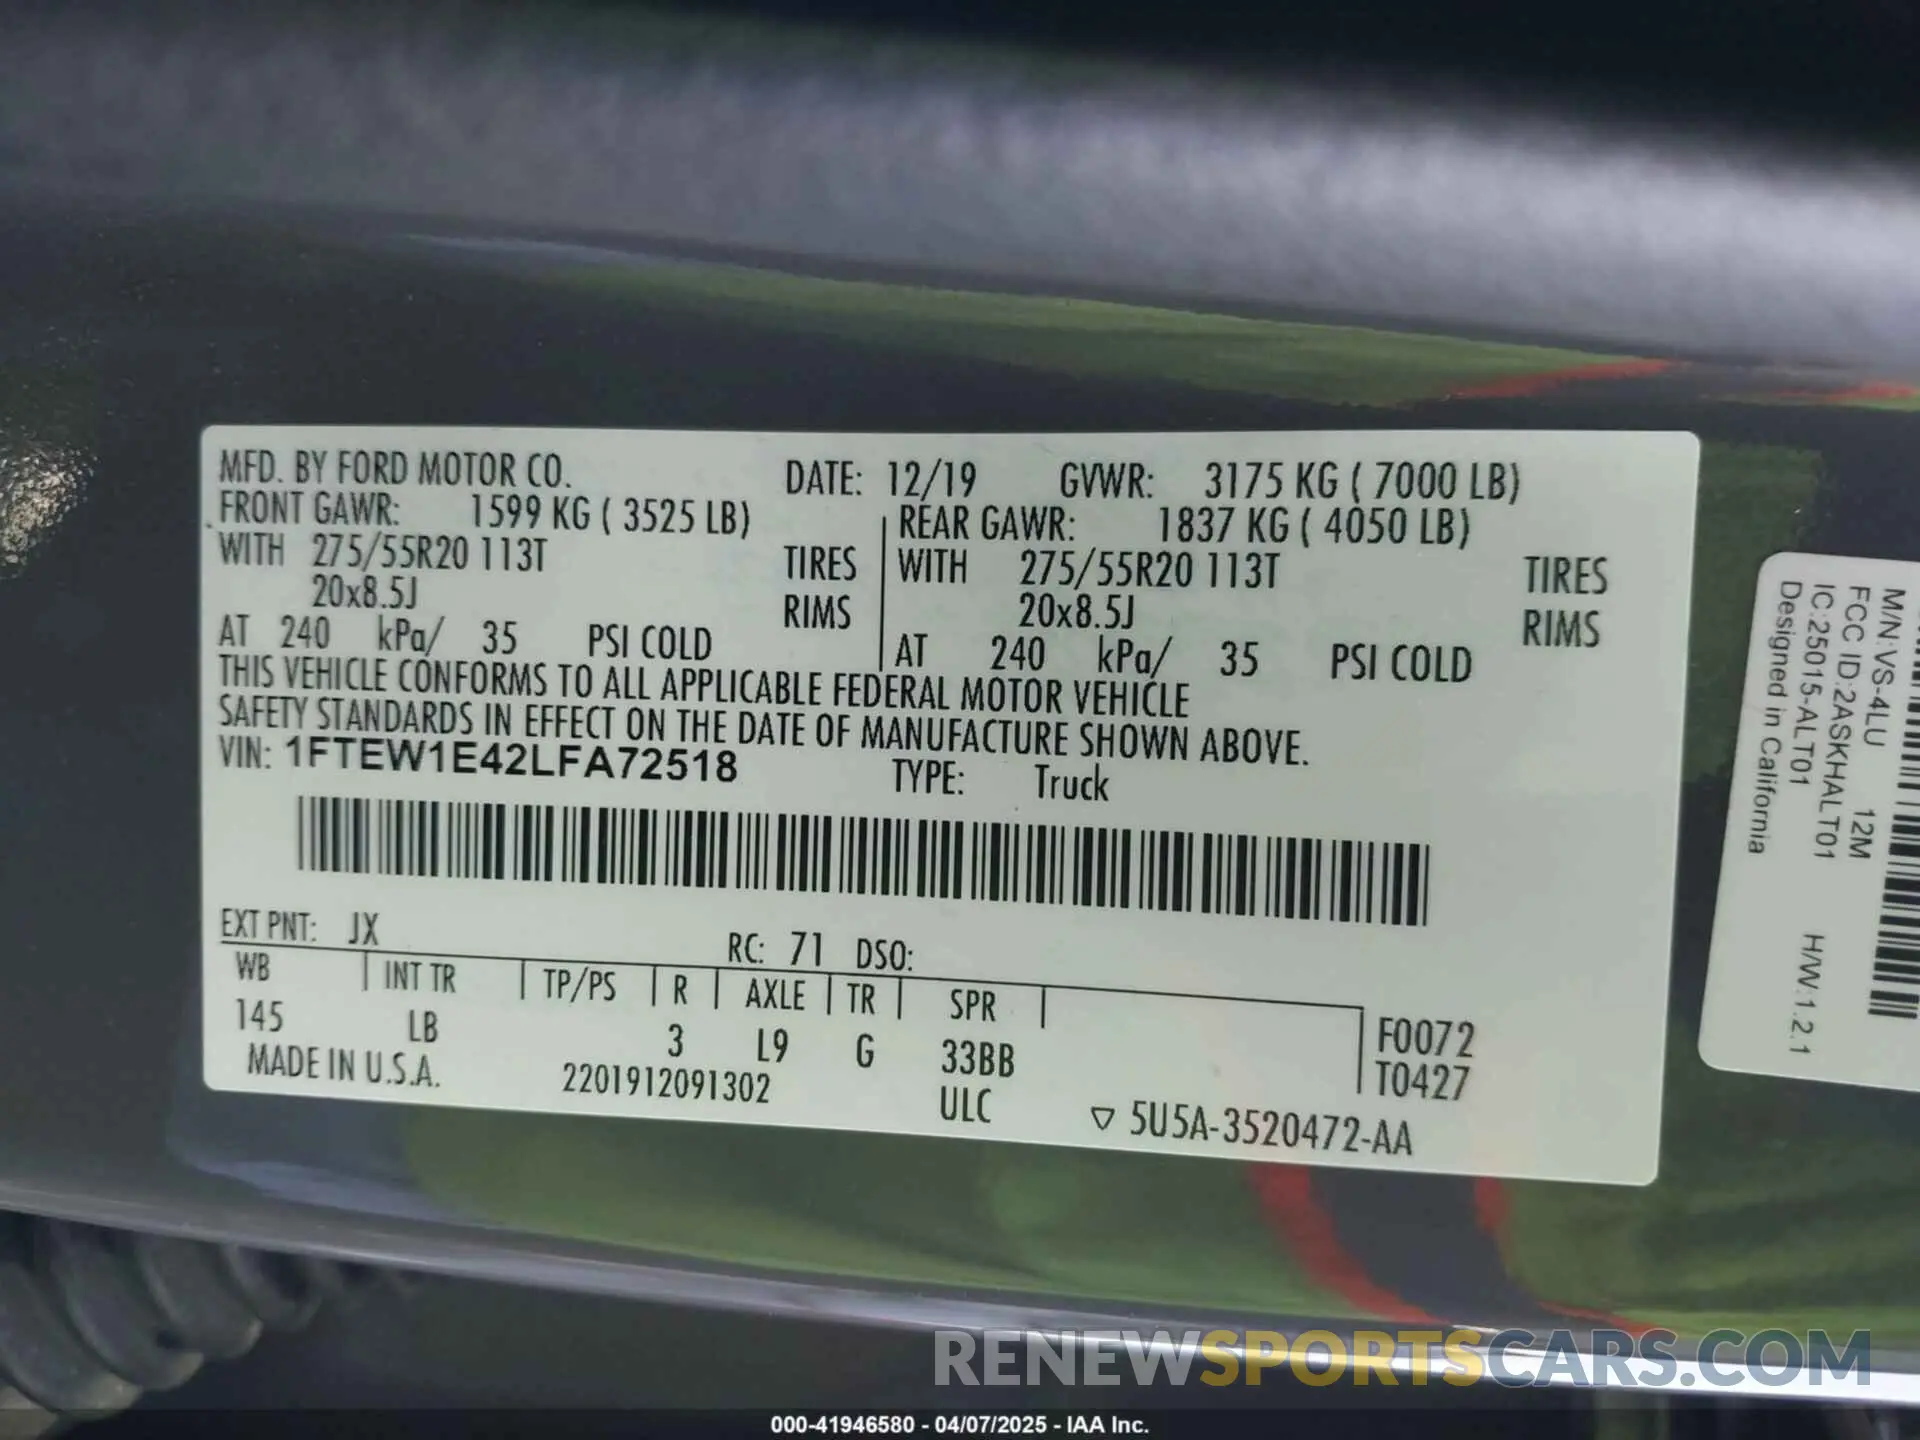 MFD. BY FORD MOTOR CO. DATE: 12/19 GVWR: 3175 KG ( 7000 LB)
FRONT GAWR: 1599 KG ( 3525 LB) REAR GAWR: 1837 KG ( 4050 LB)
WITH 275/55R20 113T TIRES WITH 275/55R20 113T TIRES
20x8.5J RIMS 20x8.5J RIMS
AT 240 kPa/ 35 PSI COLD AT 240 kPa/ 35 PSI COLD
THIS VEHICLE CONFORMS TO ALL APPLICABLE FEDERAL MOTOR VEHICLE
SAFETY STANDARDS IN EFFECT ON THE DATE OF MANUFACTURE SHOWN ABOVE.
VIN: 1FTEW1E42LFA72518 TYPE: Truck
EXT PNT: JX RC: 71 DSO:
WB INT TR TP/PS R AXLE TR SPR
145 LB 3 L9 G 33BB F0072
MADE IN U.S.A. 2201912091302 ULC T0427
▽ 5U5A-3520472-AA
M/N:VS-4LU 12M
FCC ID:2ASKHALT01
IC:25015-ALT01 H/W:1.2.1
Designed in California
RENEWSPORTSCARS.COM
000-41946580 - 04/07/2025 - IAA Inc.